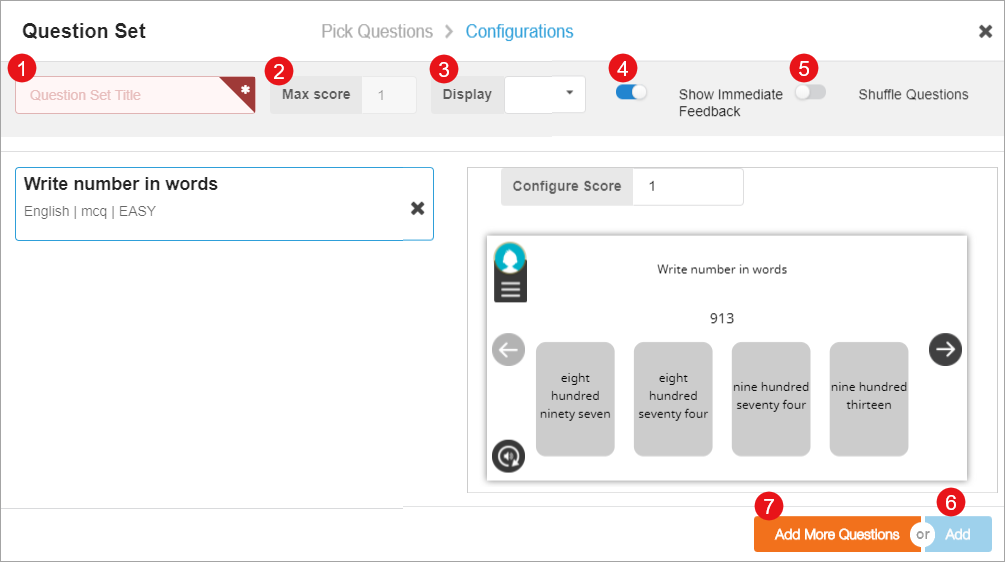 Question Set
Pick Questions > Configurations
1
2
3
4
5
Question Set Title *
Max score 1
Display
Show Immediate
Feedback
Shuffle Questions
Write number in words
English | mcq | EASY
Configure Score 1
Write number in words
913
eight
hundred
ninety seven
eight
hundred
seventy four
nine hundred
seventy four
nine hundred
thirteen
7
6
Add More Questions or Add